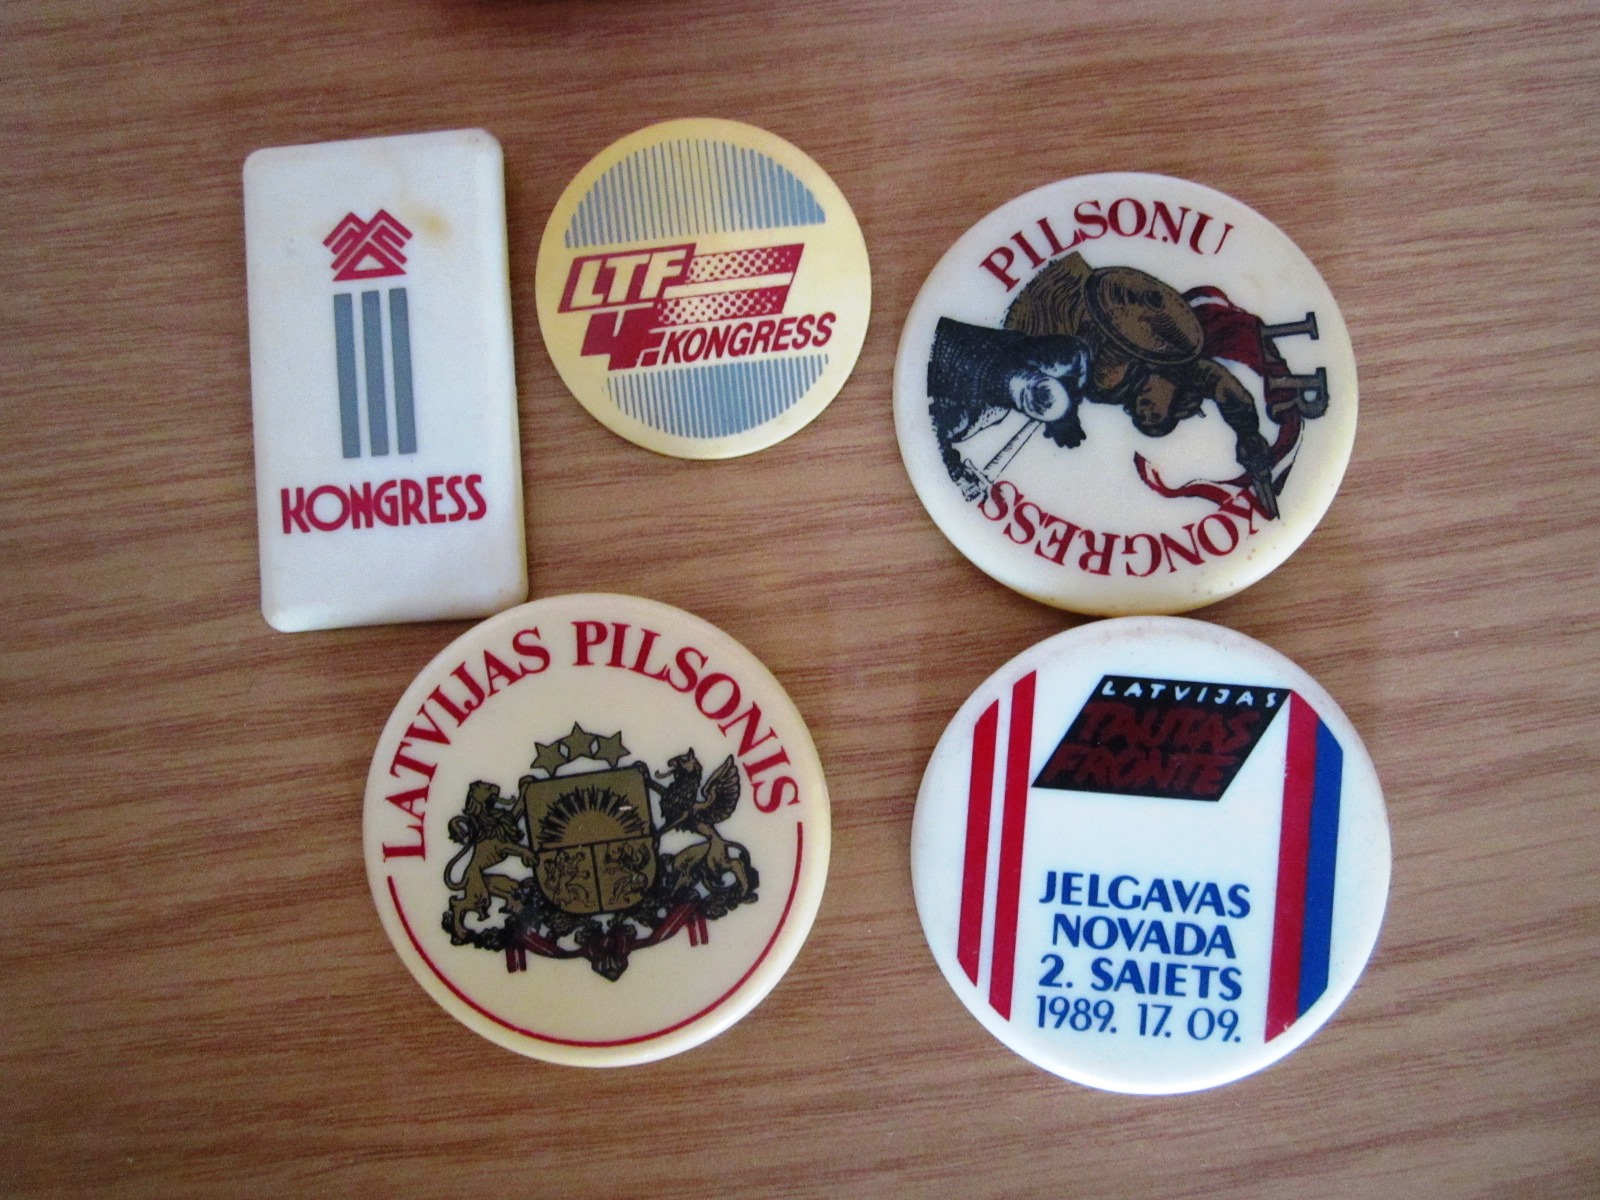 III
KONGRESS
LTF
4. KONGRESS
PILSOŅU
KONGRESS
LR
LATVIJAS PILSONIS
LATVIJAS
TAUTAS
FRONTE
JELGAVAS
NOVADA
2. SAIETS
1989. 17. 09.